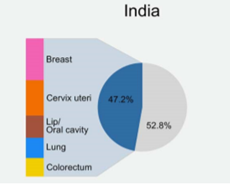 India
Breast
Cervix uteri
47.2%
52.8%
Lip/
Oral cavity
Lung
Colorectum